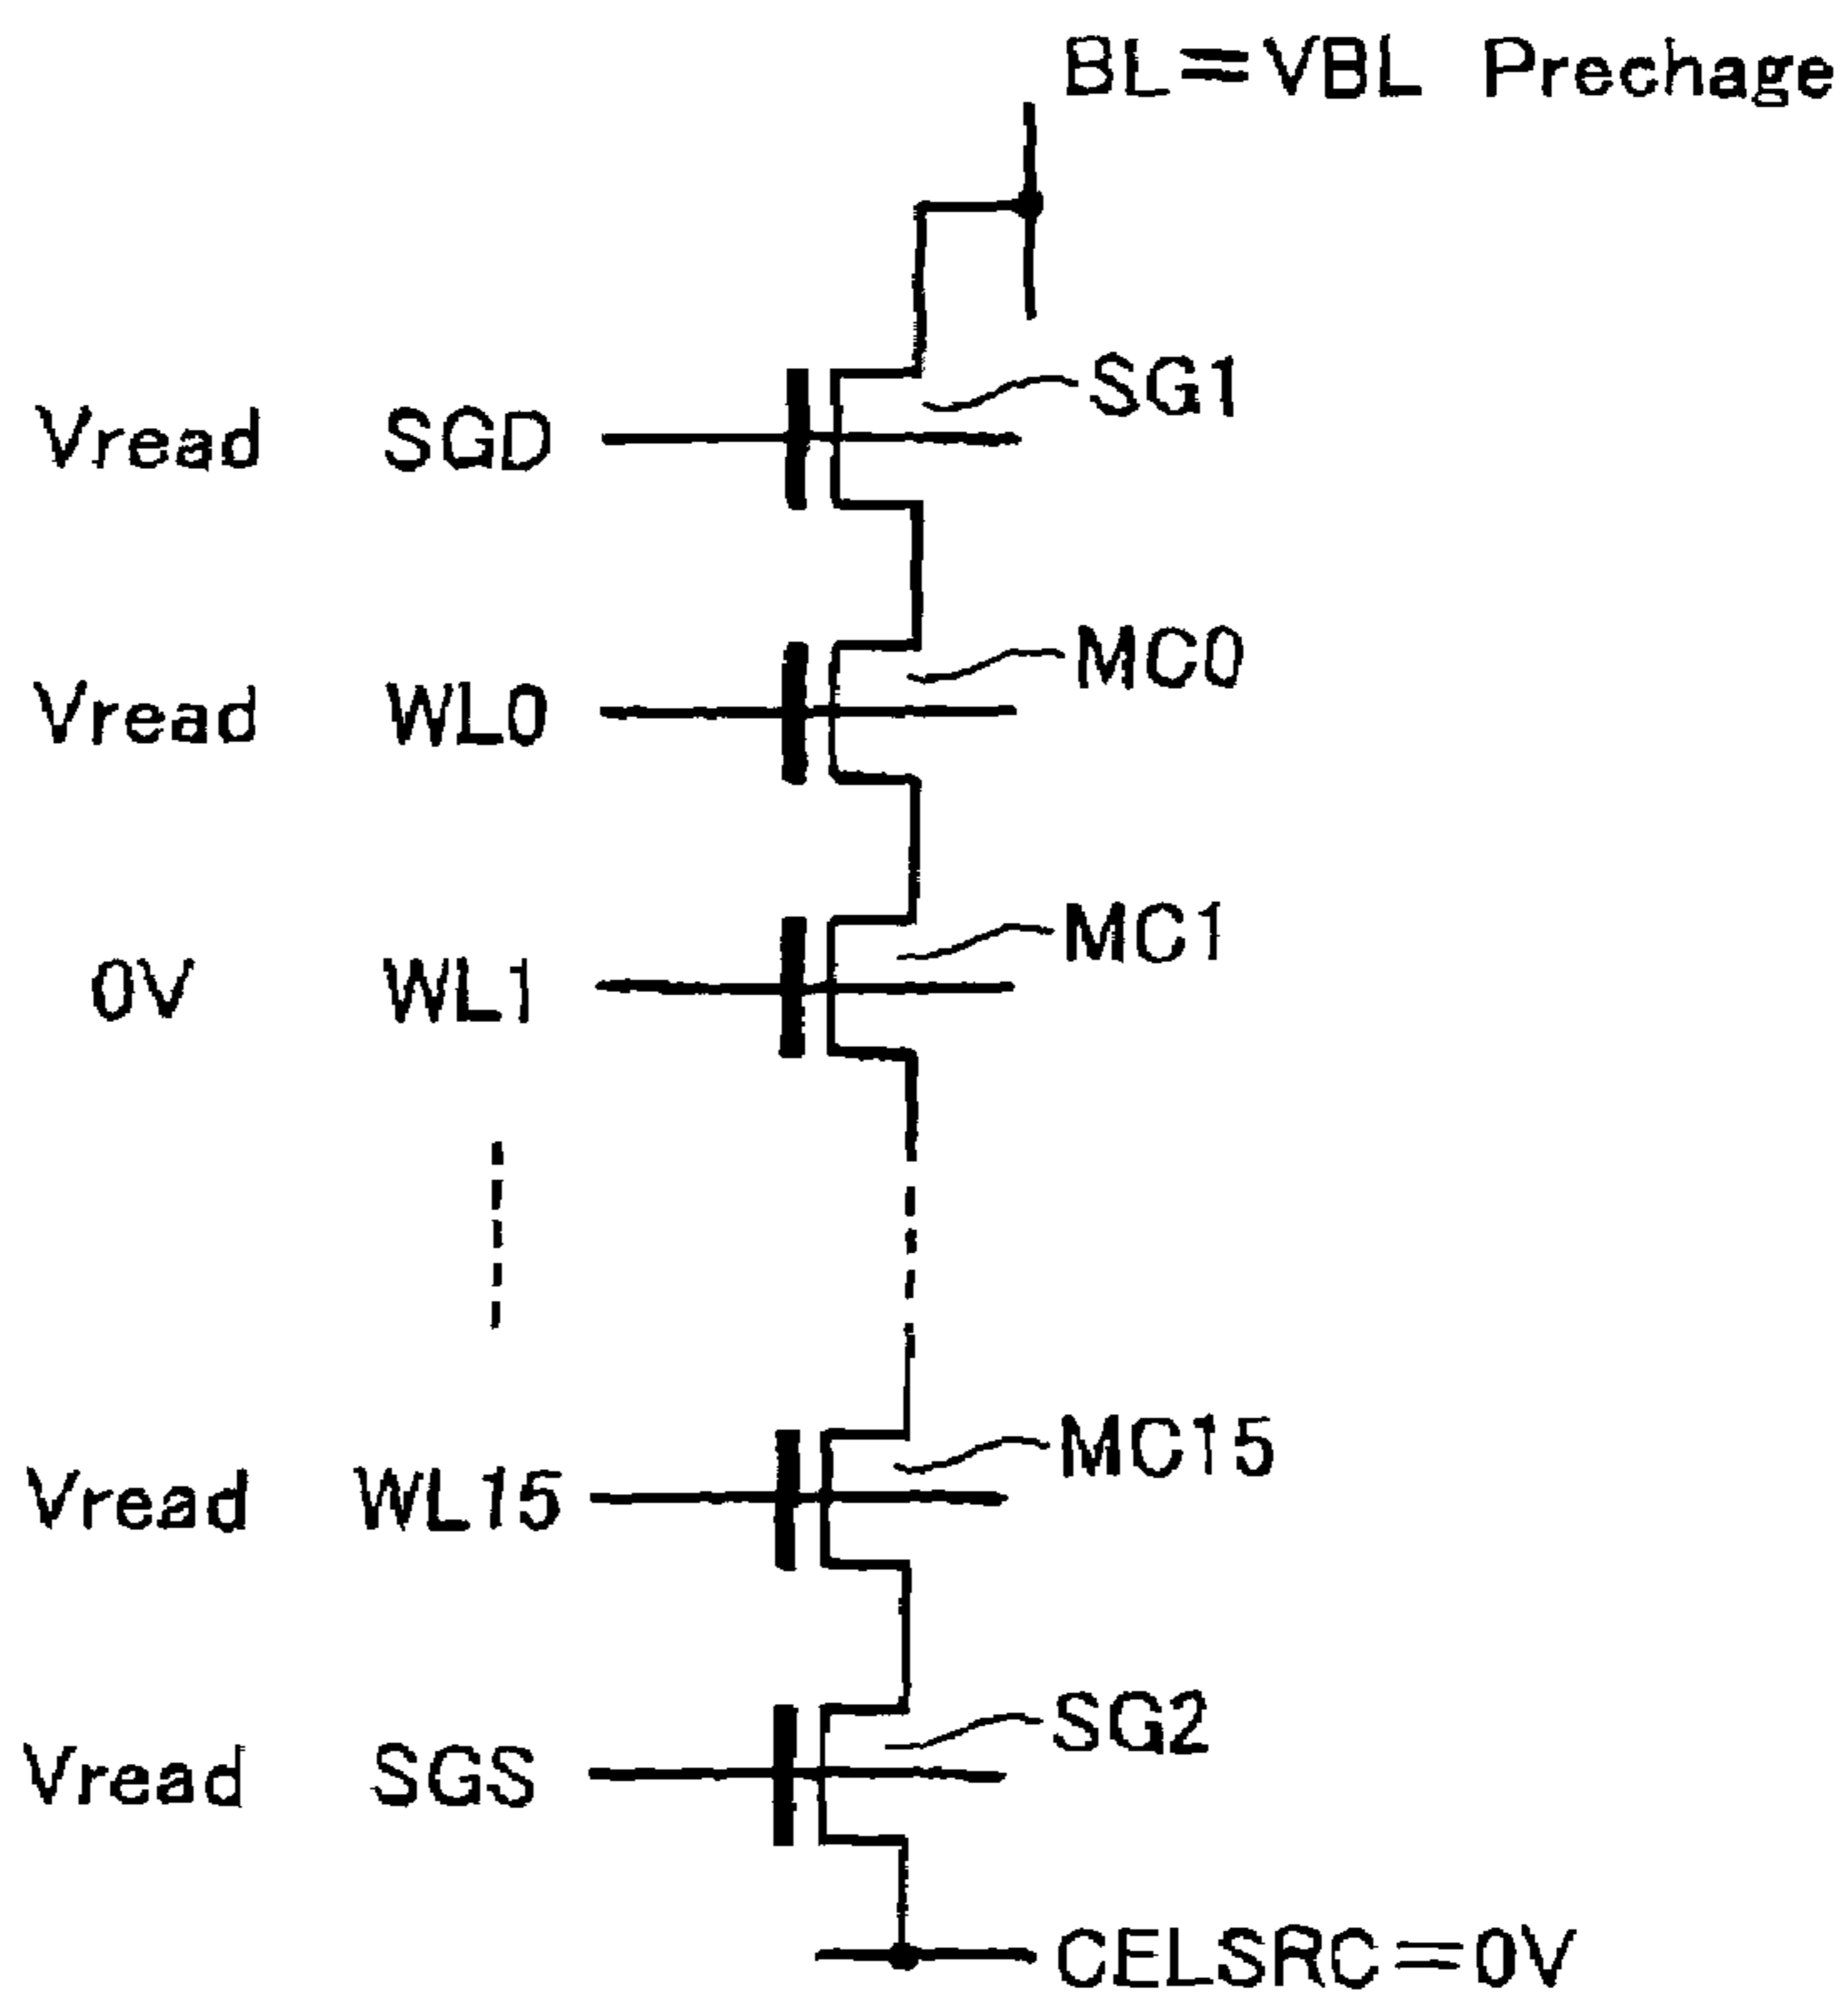 BL=VBL Prechage
SG1
Vread SGD
MC0
Vread WL0
MC1
0V WL1
MC15
Vread WL15
SG2
Vread SGS
CELSRC=0V